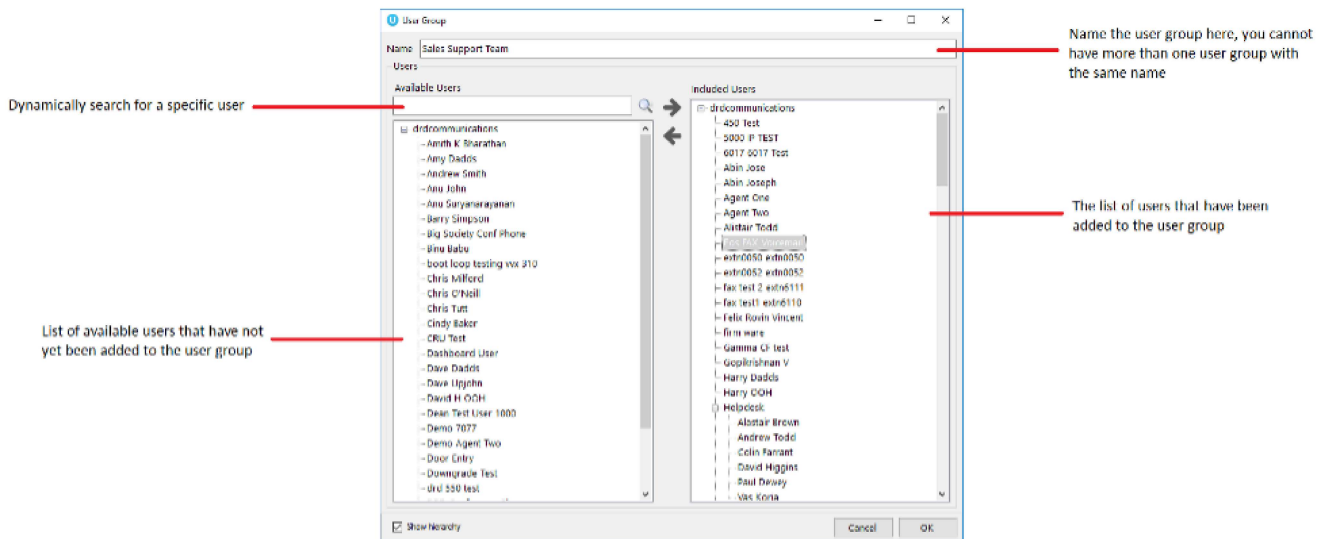 User Group
Name the user group here, you cannot
have more than one user group with
the same name
Name Sales Support Team
Users
Available Users
Included Users
Dynamically search for a specific user
drdcommunications
Amith K Bharathan
Amy Dadds
Andrew Smith
Anu John
Anu Suryanarayanan
Barry Simpson
Big Society Conf Phone
Binu Babu
boot loop testing vvx 310
Chris Milford
Chris O'Neill
Chris Tutt
Cindy Baker
CRU Test
Dashboard User
Dave Dadds
Dave Upjohn
David H OOH
Dean Test User 1000
Demo 7077
Demo Agent Two
Door Entry
Downgrade Test
drd 550 test
List of available users that have not
yet been added to the user group
drdcommunications
450 Test
5000 IP TEST
6017 6017 Test
Abin Jose
Abin Joseph
Agent One
Agent Two
Alistair Todd
FAX Voicemail
extn0050 extn0050
extn0052 extn0052
fax test 2 extn6111
fax test1 extn6110
Felix Rovin Vincent
firm ware
Gamma CF test
Gopikrishnan V
Harry Dadds
Harry OOH
Helpdesk
Alastair Brown
Andrew Todd
Colin Farrant
David Higgins
Paul Dewey
Vas Koria
The list of users that have been
added to the user group
Show hierarchy
Cancel
OK